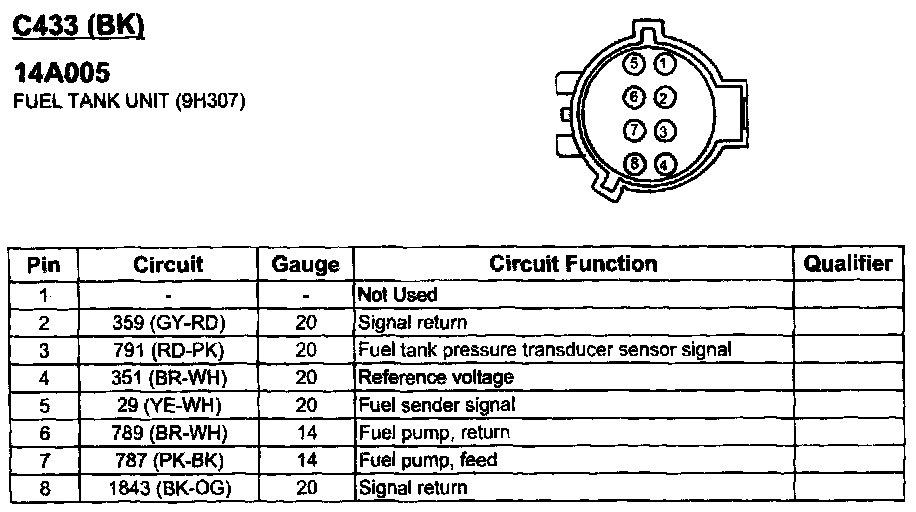 C433 (BK)
14A005
FUEL TANK UNIT (9H307)
5 1
6 2
7 3
8 4
Pin Circuit Gauge Circuit Function Qualifier
1 - - Not Used
2 359 (GY-RD) 20 Signal return
3 791 (RD-PK) 20 Fuel tank pressure transducer sensor signal
4 351 (BR-WH) 20 Reference voltage
5 29 (YE-WH) 20 Fuel sender signal
6 789 (BR-WH) 14 Fuel pump, return
7 787 (PK-BK) 14 Fuel pump, feed
8 1843 (BK-OG) 20 Signal return